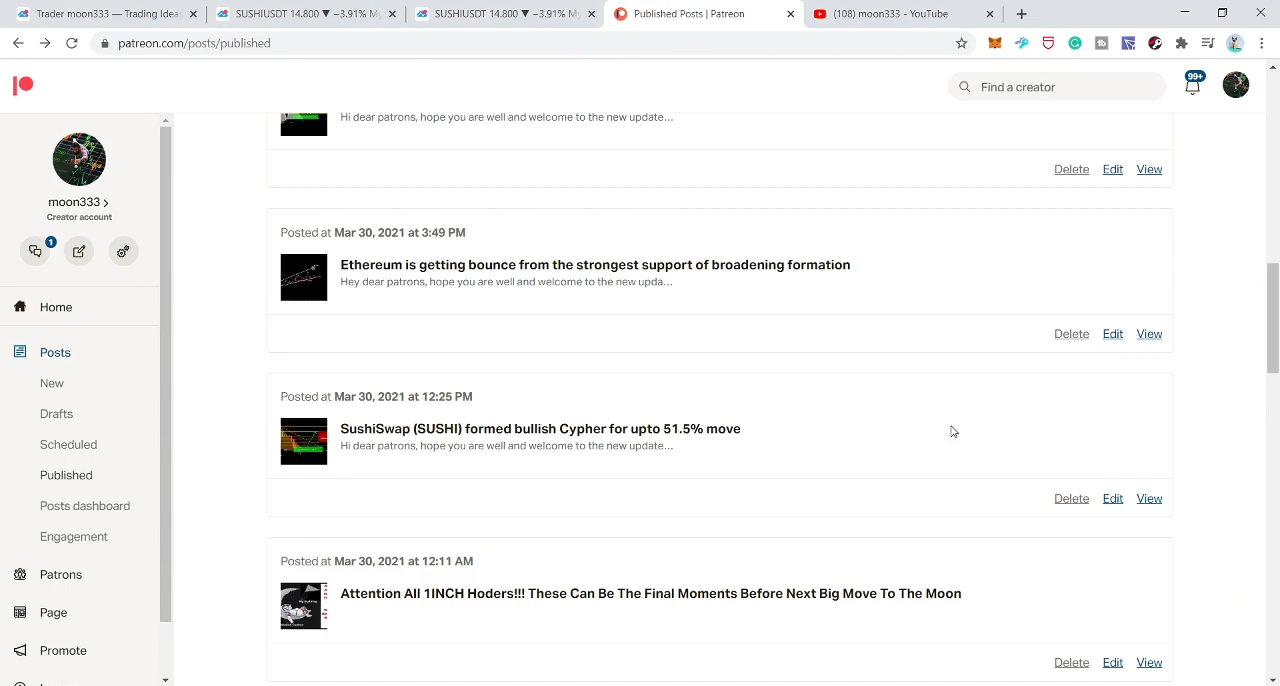 Trader moon333 — Trading Ideas
SUSHIUSDT 14.800 ▼ −3.91% My
SUSHIUSDT 14.800 ▼ −3.91% My
Published Posts | Patreon
(108) moon333 - YouTube
patreon.com/posts/published
Find a creator
99+
moon333
Creator account
1
Home
Posts
New
Drafts
Scheduled
Published
Posts dashboard
Engagement
Patrons
Page
Promote
Hi dear patrons, hope you are well and welcome to the new update...
Delete Edit View
Posted at Mar 30, 2021 at 3:49 PM
Ethereum is getting bounce from the strongest support of broadening formation
Hey dear patrons, hope you are well and welcome to the new upda...
Delete Edit View
Posted at Mar 30, 2021 at 12:25 PM
SushiSwap (SUSHI) formed bullish Cypher for upto 51.5% move
Hi dear patrons, hope you are well and welcome to the new update...
Delete Edit View
Posted at Mar 30, 2021 at 12:11 AM
Attention All 1INCH Hoders!!! These Can Be The Final Moments Before Next Big Move To The Moon
Delete Edit View